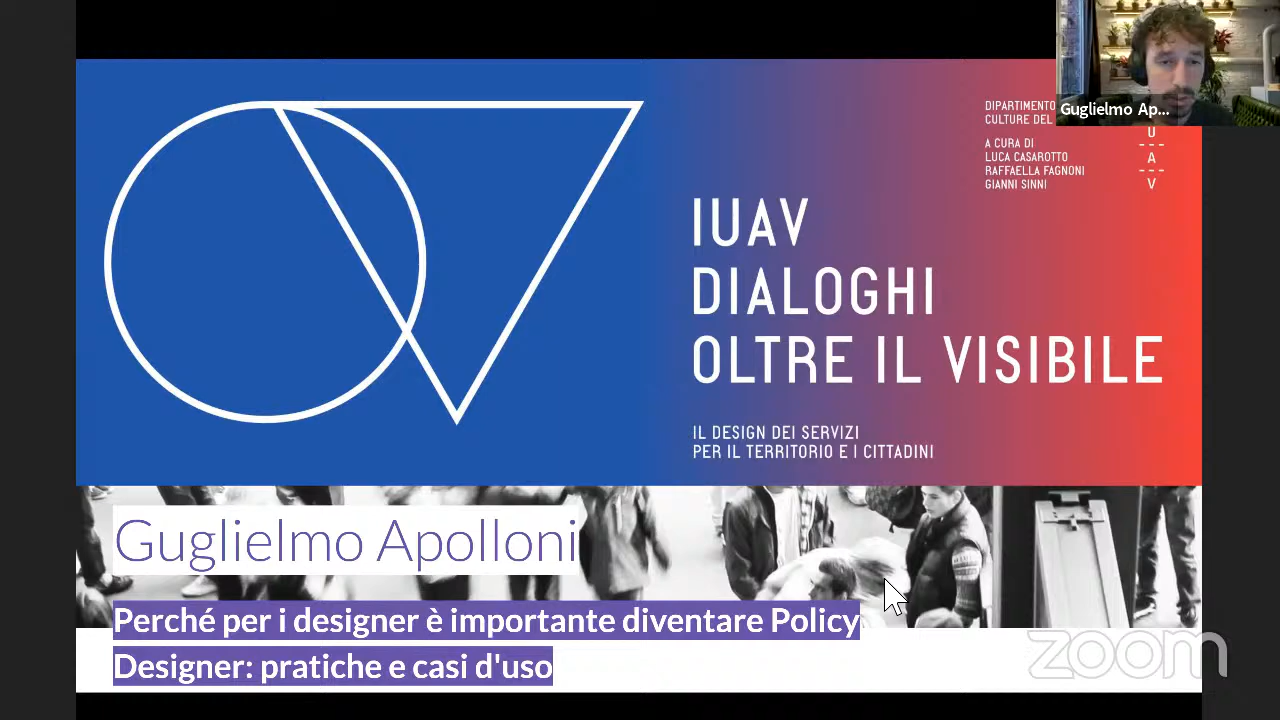 DIPARTIMENTO
CULTURE DEL
Guglielmo Ap...
A CURA DI
LUCA CASAROTTO
RAFFAELLA FAGNONI
GIANNI SINNI
U
A
V
IUAV
DIALOGHI
OLTRE IL VISIBILE
IL DESIGN DEI SERVIZI
PER IL TERRITORIO E I CITTADINI
Guglielmo Apolloni
Perché per i designer è importante diventare Policy
Designer: pratiche e casi d'uso
zoom